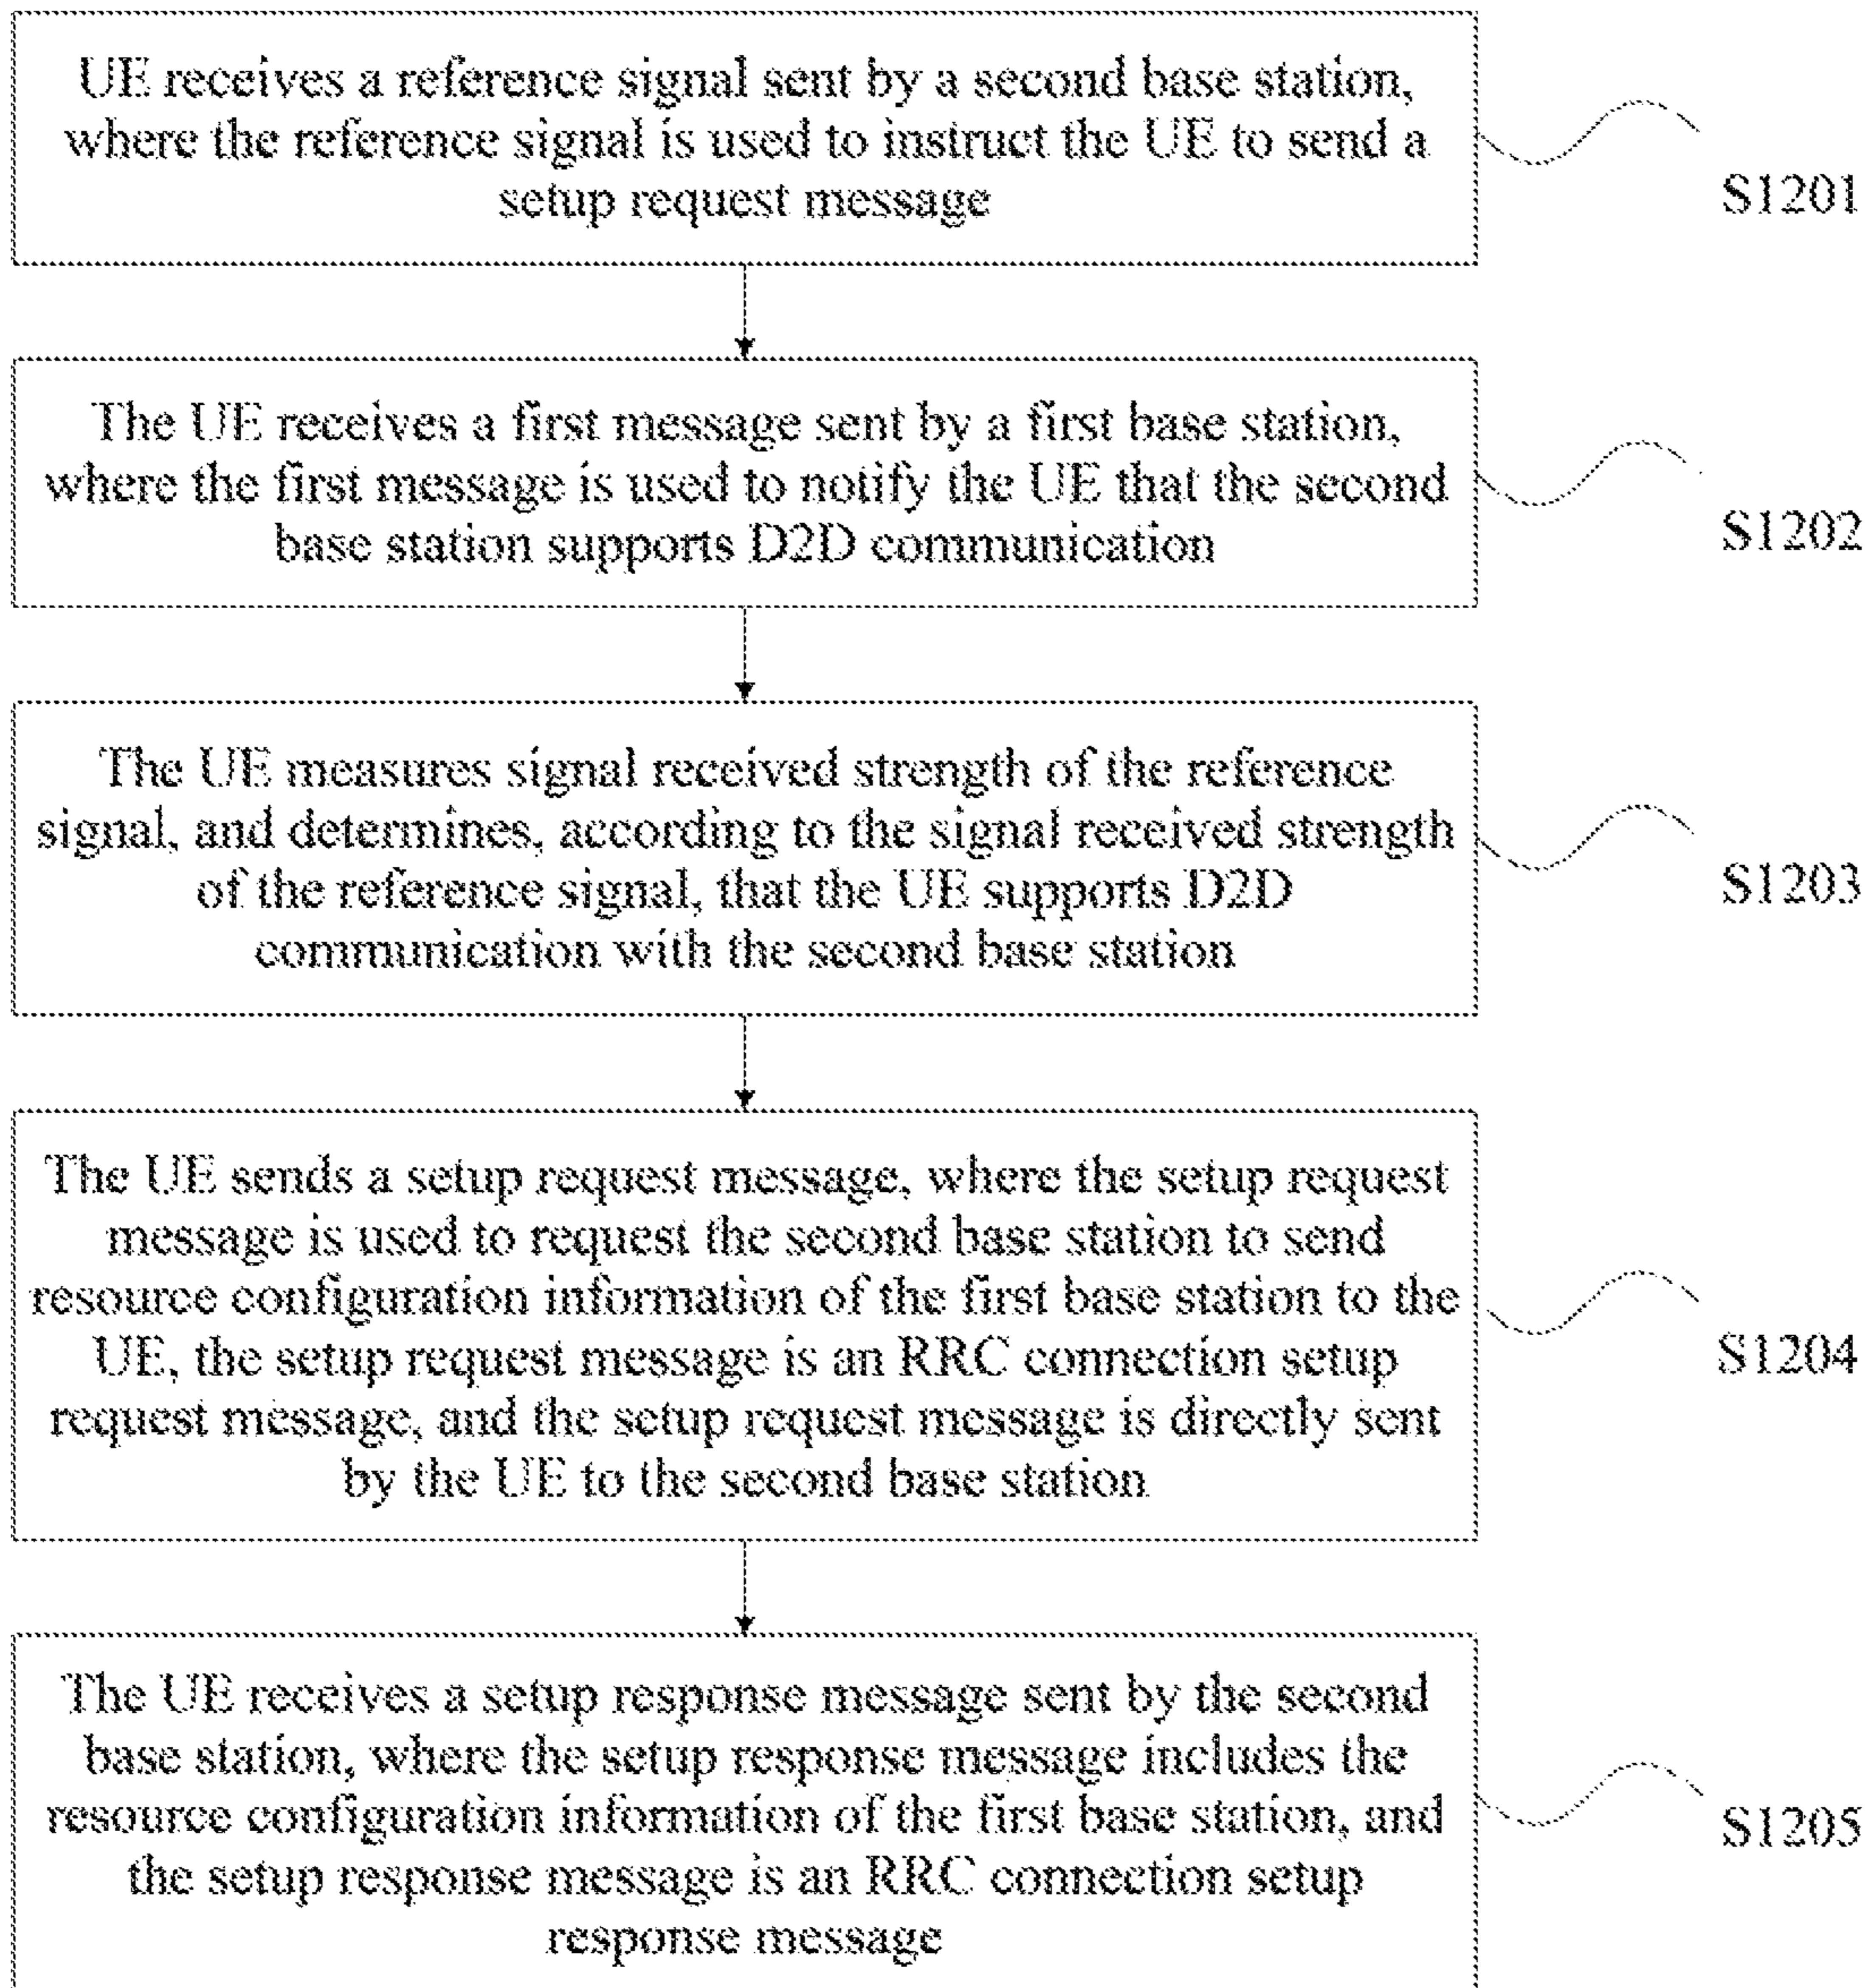 UE receives a reference signal sent by a second base station,
where the reference signal is used to instruct the UE to send a
setup request message
S1201
The UE receives a first message sent by a first base station,
where the first message is used to notify the UE that the second
base station supports D2D communication
S1202
The UE measures signal received strength of the reference
signal, and determines, according to the signal received strength
of the reference signal, that the UE supports D2D
communication with the second base station
S1203
The UE sends a setup request message, where the setup request
message is used to request the second base station to send
resource configuration information of the first base station to the
UE, the setup request message is an RRC connection setup
request message, and the setup request message is directly sent
by the UE to the second base station
S1204
The UE receives a setup response message sent by the second
base station, where the setup response message includes the
resource configuration information of the first base station, and
the setup response message is an RRC connection setup
response message
S1205